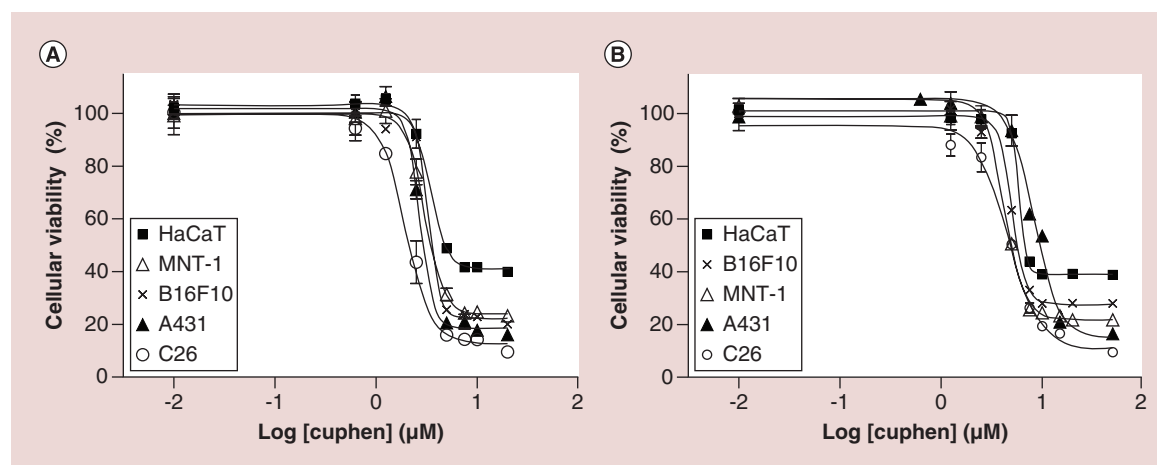 A
Cellular viability (%)
100
80
60
40
20
0
HaCaT
MNT-1
B16F10
A431
C26
-2
-1
0
1
2
Log [cuphen] (µM)
B
Cellular viability (%)
100
80
60
40
20
0
HaCaT
B16F10
MNT-1
A431
C26
-2
-1
0
1
2
Log [cuphen] (µM)